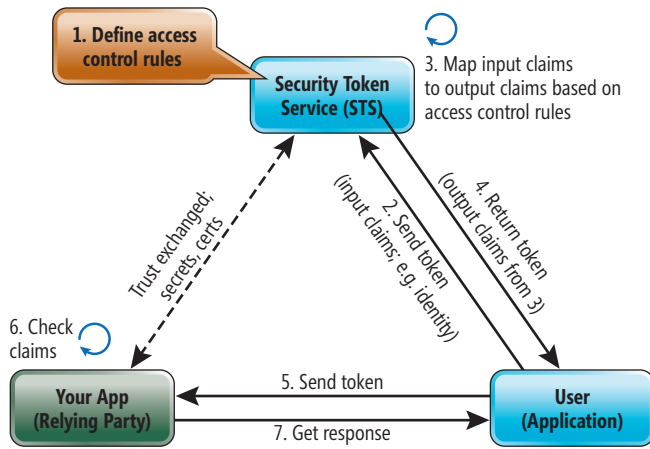 1. Define access
control rules
Security Token
Service (STS)
3. Map input claims
to output claims based on
access control rules
Trust exchanged;
secrets, certs
2. Send token
(input claims; e.g. identity)
4. Return token
(output claims from 3)
6. Check
claims
Your App
(Relying Party)
5. Send token
7. Get response
User
(Application)